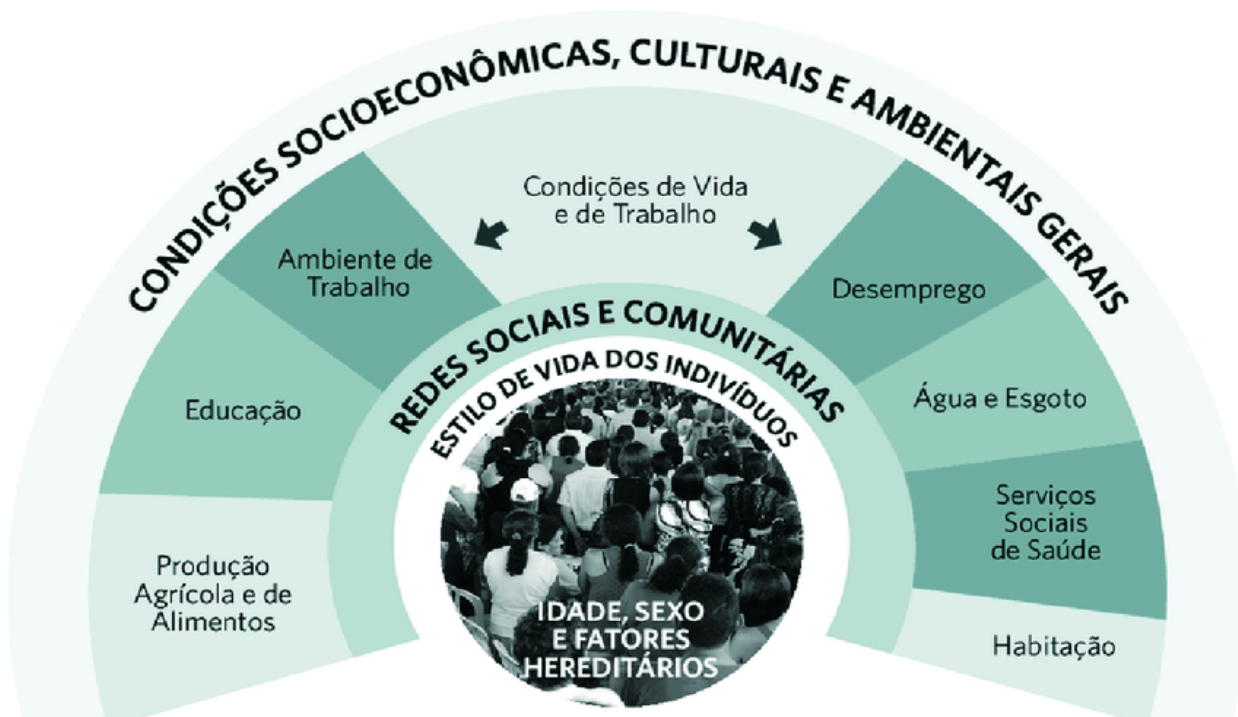 CONDIÇÕES SOCIOECONÔMICAS, CULTURAIS E AMBIENTAIS GERAIS
Condições de Vida
e de Trabalho
Ambiente de
Trabalho
Desemprego
Educação
Água e Esgoto
Produção
Agrícola e de
Alimentos
Serviços
Sociais
de Saúde
Habitação
REDES SOCIAIS E COMUNITÁRIAS
ESTILO DE VIDA DOS INDIVÍDUOS
IDADE, SEXO
E FATORES
HEREDITÁRIOS